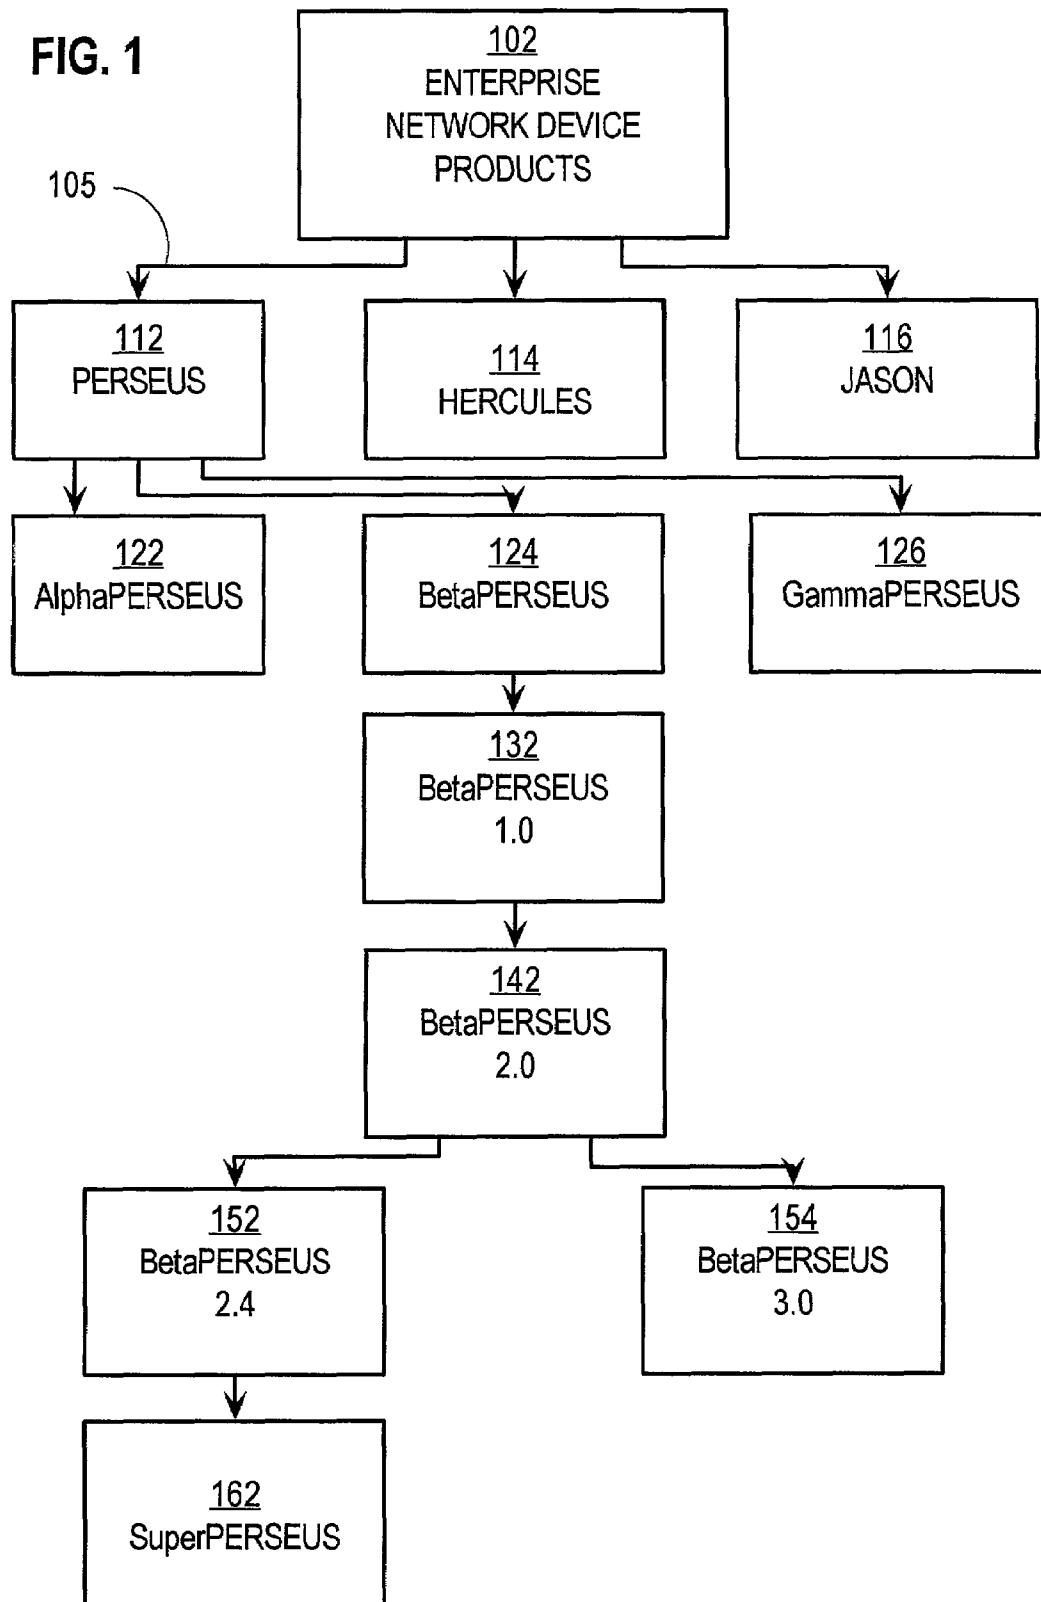 FIG. 1
102
ENTERPRISE
NETWORK DEVICE
PRODUCTS
105
112
PERSEUS
114
HERCULES
116
JASON
122
AlphaPERSEUS
124
BetaPERSEUS
126
GammaPERSEUS
132
BetaPERSEUS
1.0
142
BetaPERSEUS
2.0
152
BetaPERSEUS
2.4
154
BetaPERSEUS
3.0
162
SuperPERSEUS